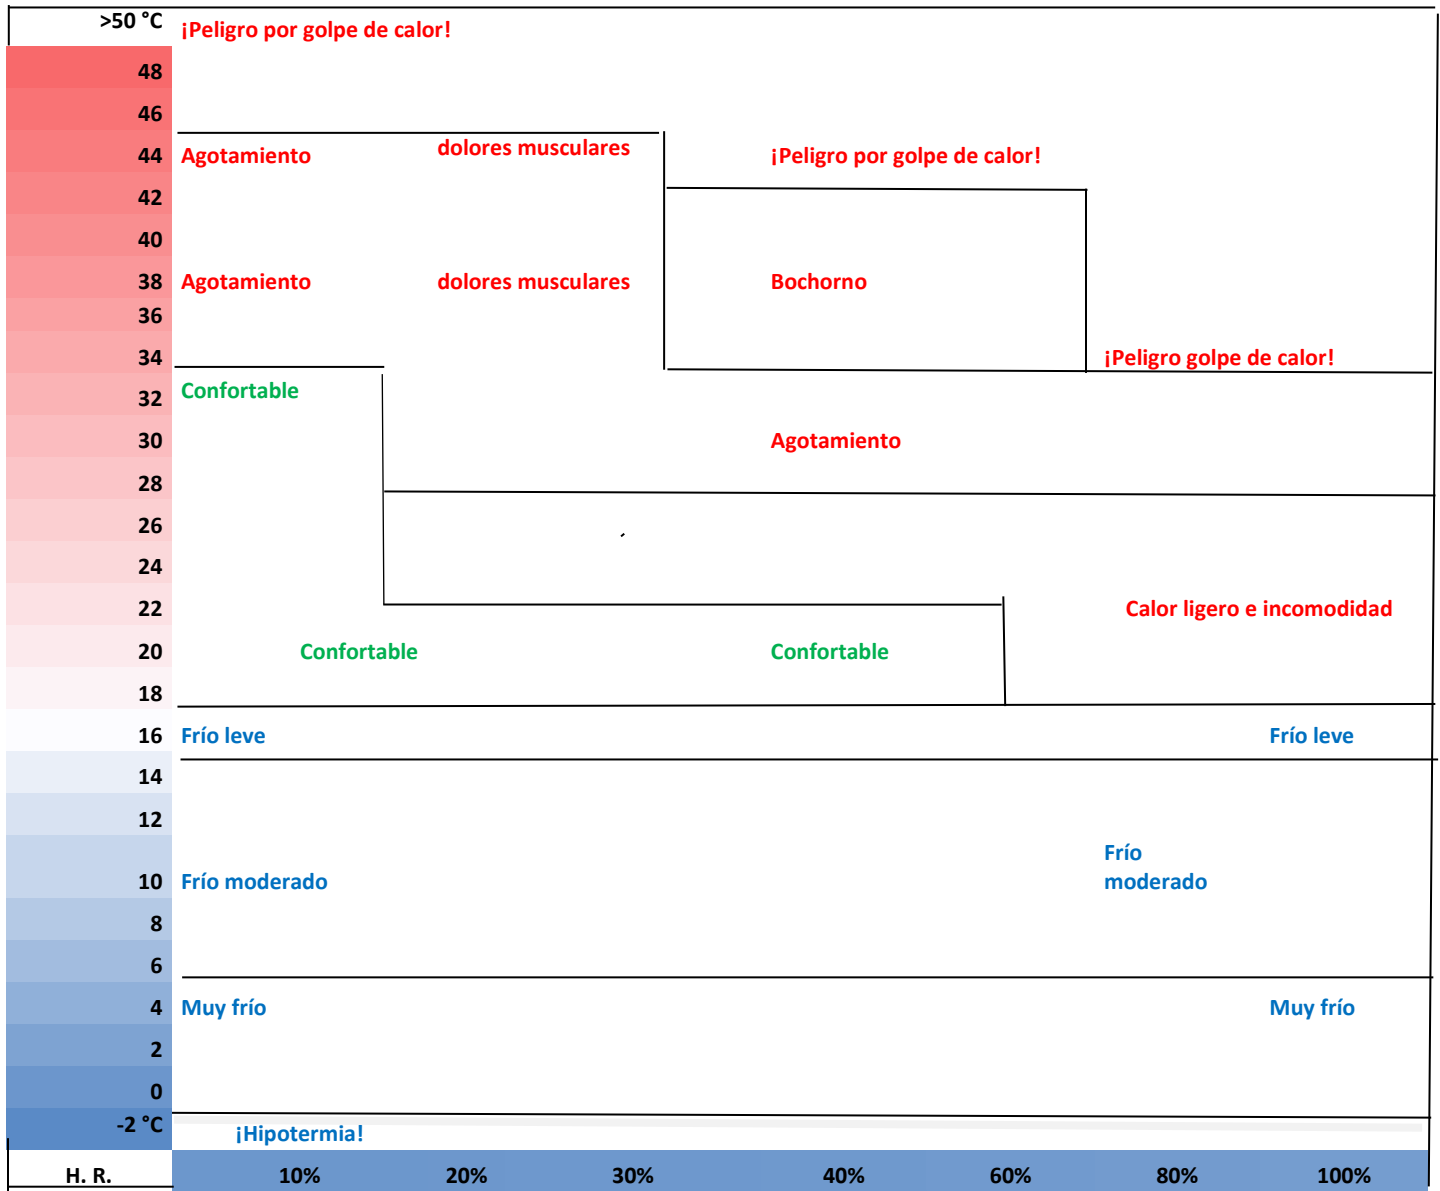 >50 °C ¡Peligro por golpe de calor!
48
46
44 Agotamiento dolores musculares ¡Peligro por golpe de calor!
42
40
38 Agotamiento dolores musculares Bochorno
36
34 ¡Peligro golpe de calor!
32 Confortable
30 Agotamiento
28
26
24
22 Calor ligero e incomodidad
20 Confortable Confortable
18
16 Frío leve Frío leve
14
12
Frío
10 Frío moderado moderado
8
6
4 Muy frío Muy frío
2
0
-2 °C ¡Hipotermia!
H. R. 10% 20% 30% 40% 60% 80% 100%